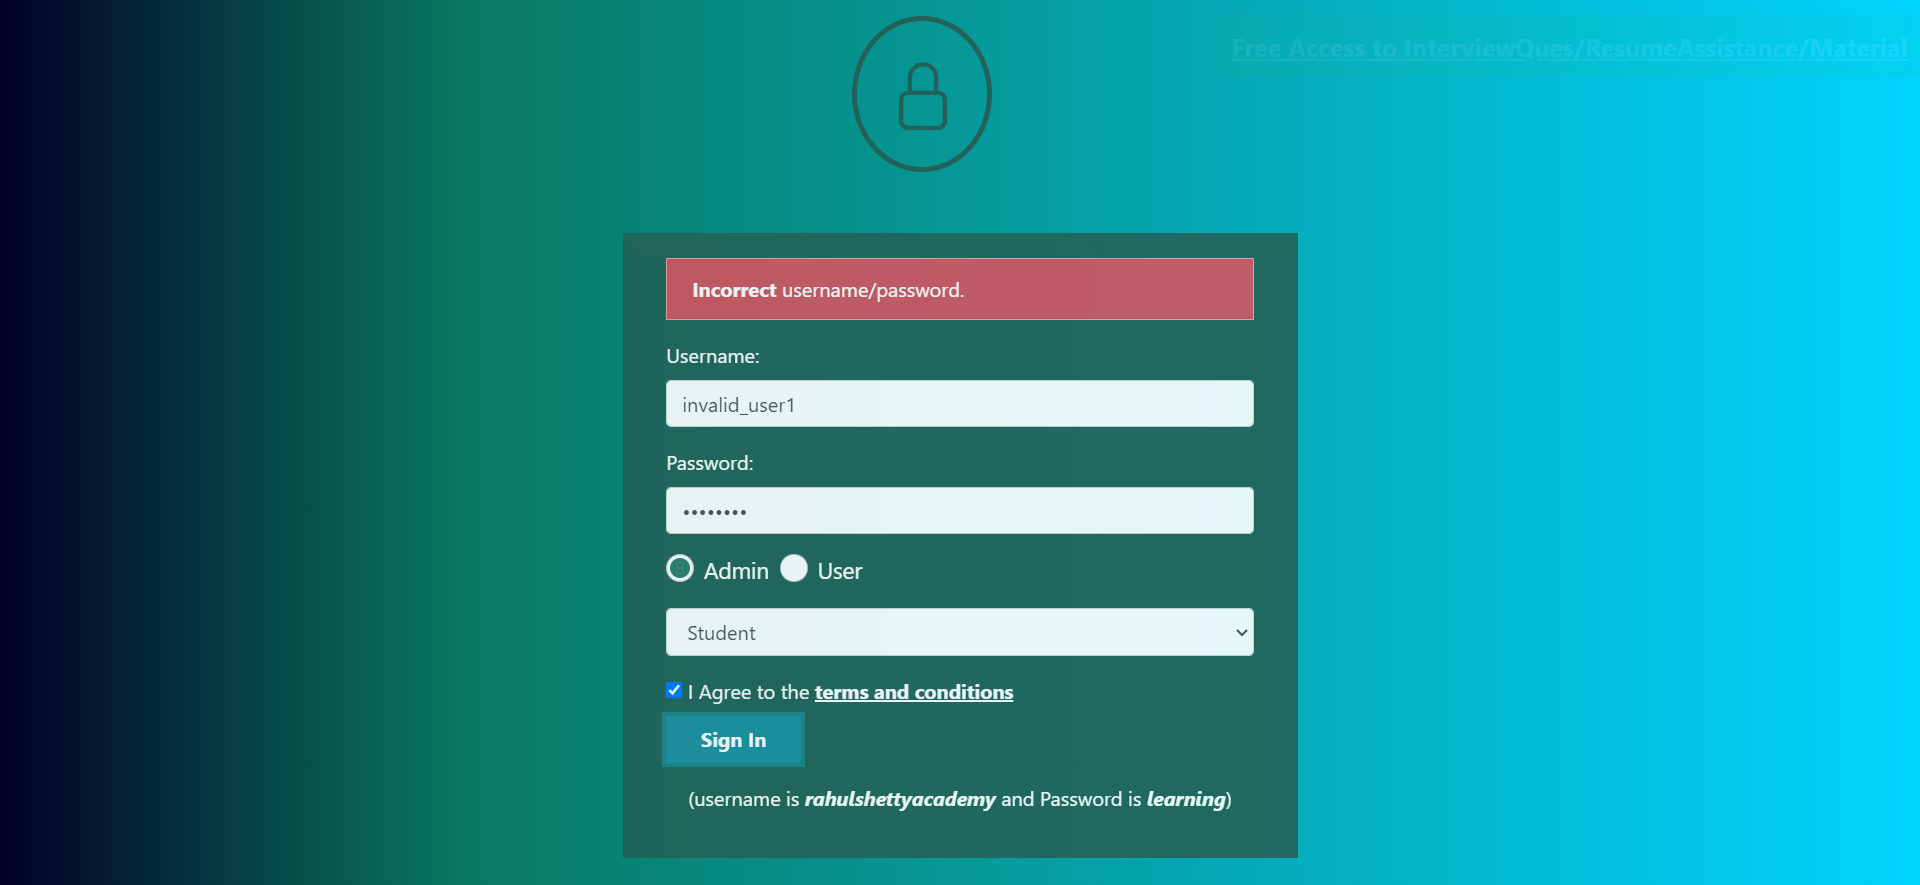 Free Access to InterviewQues/ResumeAssistance/Material
Incorrect username/password.
Username:
invalid_user1
Password:
••••••••
Admin User
Student
I Agree to the terms and conditions
Sign In
(username is rahulshettyacademy and Password is learning)